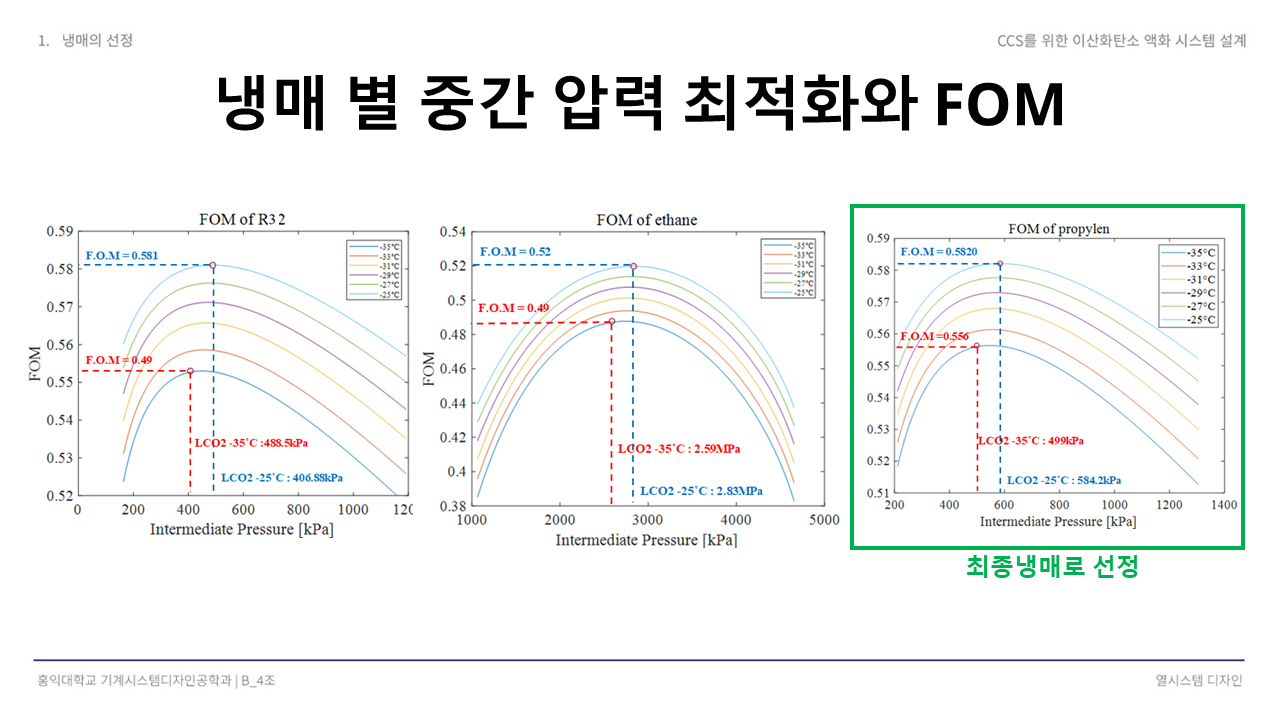 1. 냉매의 선정
CCS를 위한 이산화탄소 액화 시스템 설계
냉매 별 중간 압력 최적화와 FOM
FOM of R32
0.59
0.58
0.57
0.56
0.55
0.54
0.53
0.52
FOM
F.O.M = 0.581
F.O.M = 0.49
-35℃
-33℃
-31℃
-29℃
-27℃
-25℃
LCO2 -35˚C :488.5kPa
LCO2 -25˚C : 406.88kPa
0 200 400 600 800 1000 120
Intermediate Pressure [kPa]
FOM of ethane
0.54
0.52
0.5
0.48
0.46
0.44
0.42
0.4
0.38
FOM
F.O.M = 0.52
F.O.M = 0.49
-35℃
-33℃
-31℃
-29℃
-27℃
-25℃
LCO2 -35˚C : 2.59MPa
LCO2 -25˚C : 2.83MPa
1000 2000 3000 4000 5000
Intermediate Pressure [kPa]
FOM of propylen
0.59
0.58
0.57
0.56
0.55
0.54
0.53
0.52
0.51
F.O.M = 0.5820
F.O.M =0.556
-35°C
-33°C
-31°C
-29°C
-27°C
-25°C
LCO2 -35˚C : 499kPa
LCO2 -25˚C : 584.2kPa
200 400 600 800 1000 1200 1400
Intermediate Pressure [kPa]
최종냉매로 선정
홍익대학교 기계시스템디자인공학과 | B_4조
열시스템 디자인